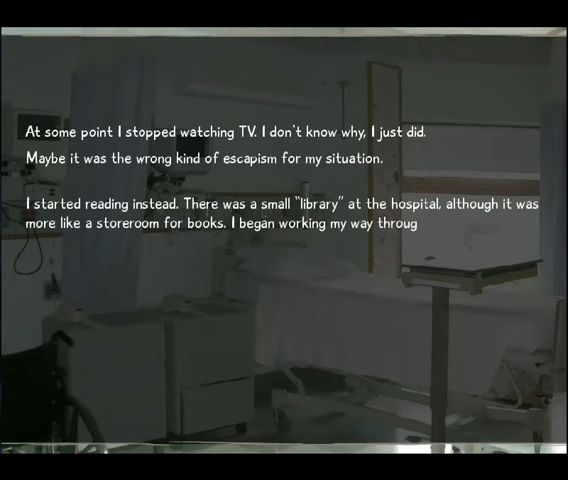 At some point I stopped watching TV. I don't know why, I just did.
Maybe it was the wrong kind of escapism for my situation.
I started reading instead. There was a small "library" at the hospital, although it was
more like a storeroom for books. I began working my way throug